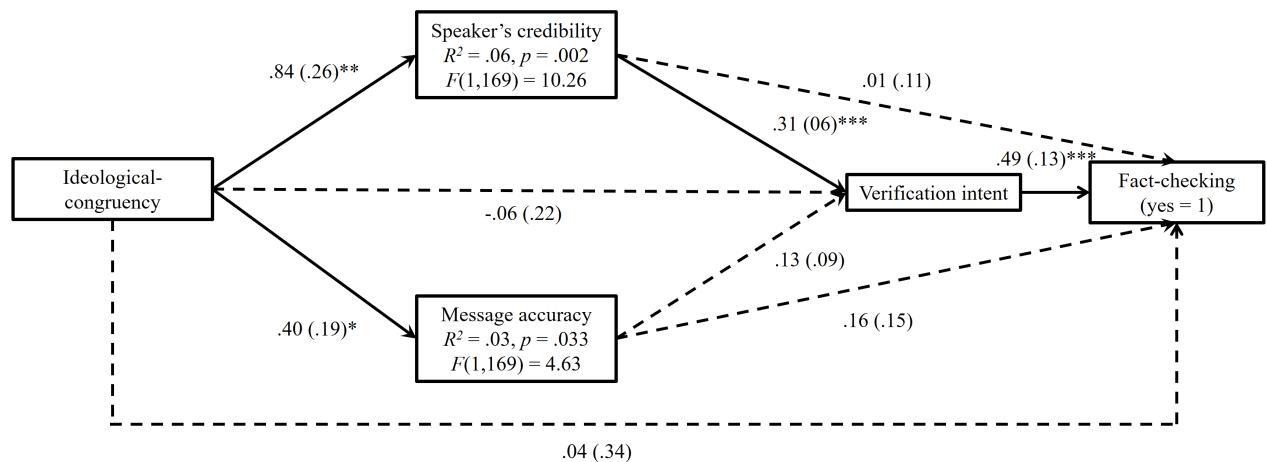 Speaker's credibility
R² = .06, p = .002
F(1,169) = 10.26
.84 (.26)**
.01 (.11)
.31 (06)***
.49 (.13)***
Ideological-
congruency
Verification intent
Fact-checking
(yes = 1)
-.06 (.22)
.13 (.09)
Message accuracy
R² = .03, p = .033
F(1,169) = 4.63
.40 (.19)*
.16 (.15)
.04 (.34)